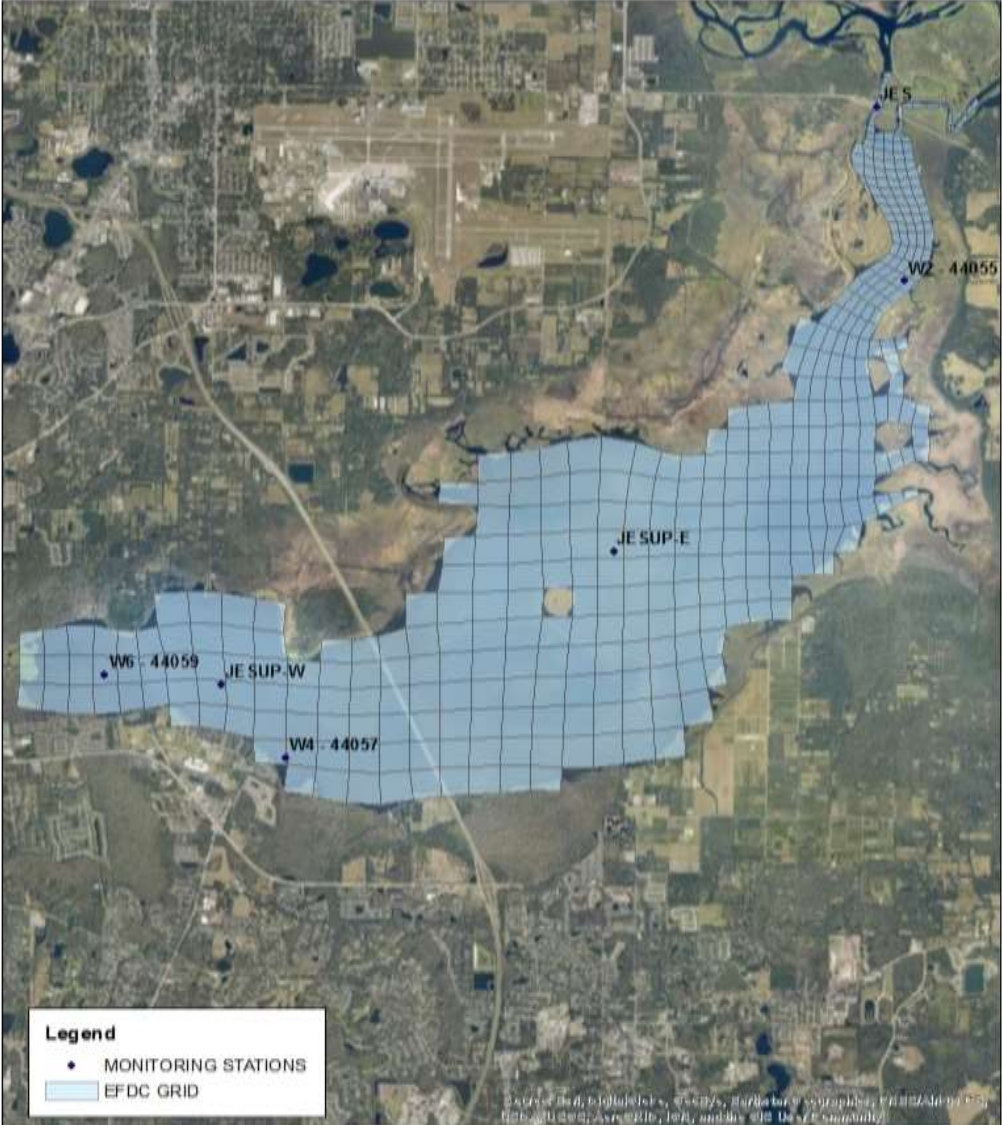 JES
W2 - 44055
JESUP-E
W6 - 44059
JESUP-W
W4 - 44057
Legend
MONITORING STATIONS
EFDC GRID